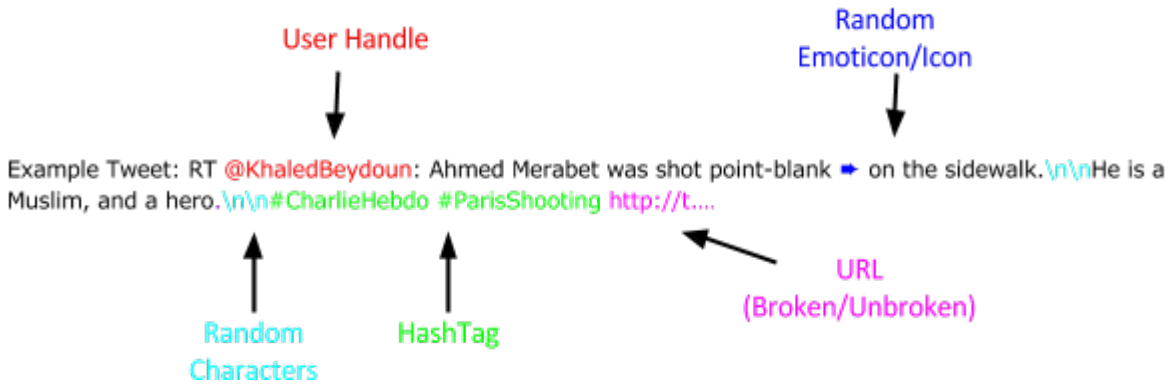 User Handle
Random
Emoticon/Icon
Example Tweet: RT @KhaledBeydoun: Ahmed Merabet was shot point-blank ➨ on the sidewalk.\n\nHe is a
Muslim, and a hero.\n\n#CharlieHebdo #ParisShooting http://t....
Random
Characters
HashTag
URL
(Broken/Unbroken)